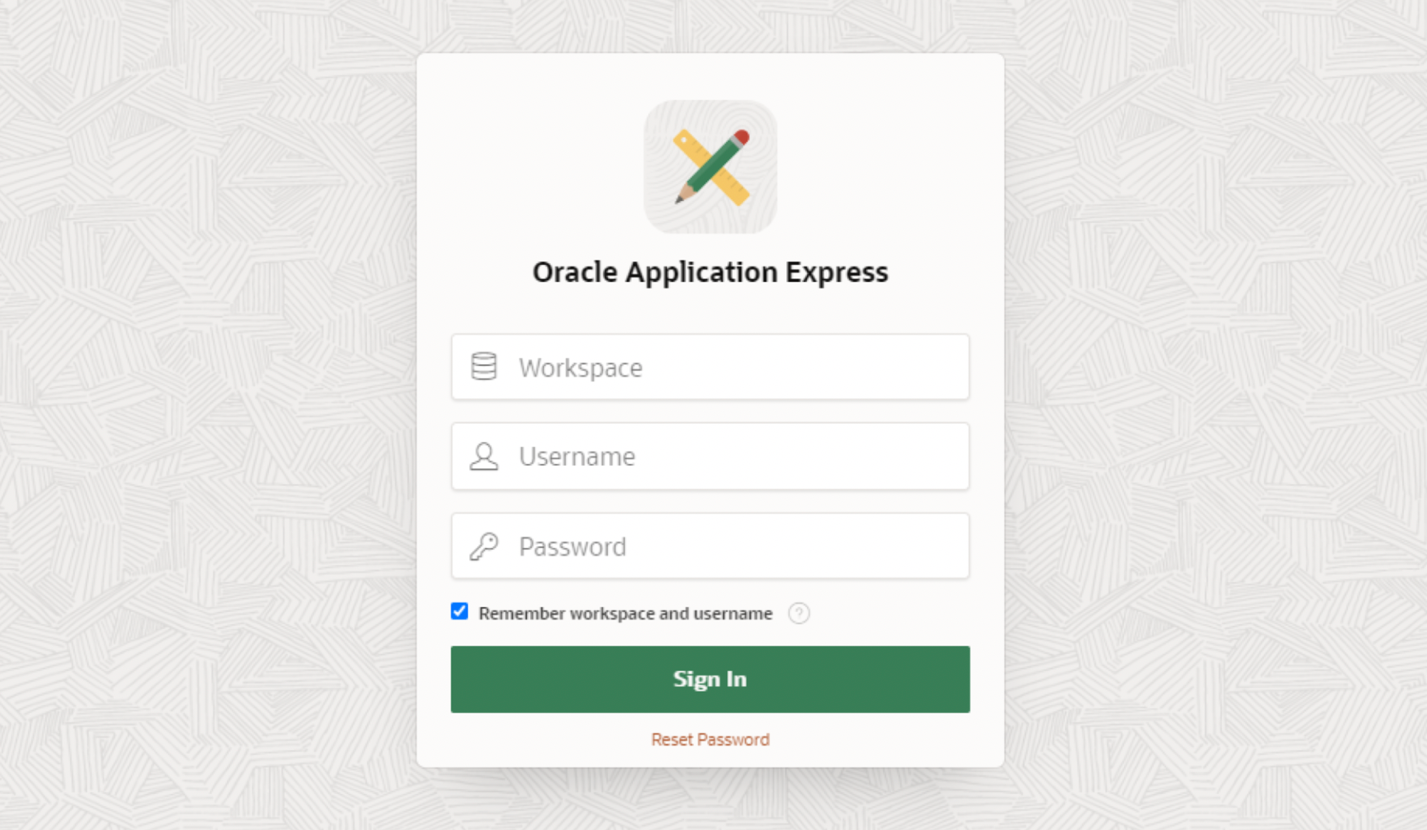 Oracle Application Express
Workspace
Username
Password
Remember workspace and username ?
Sign In
Reset Password